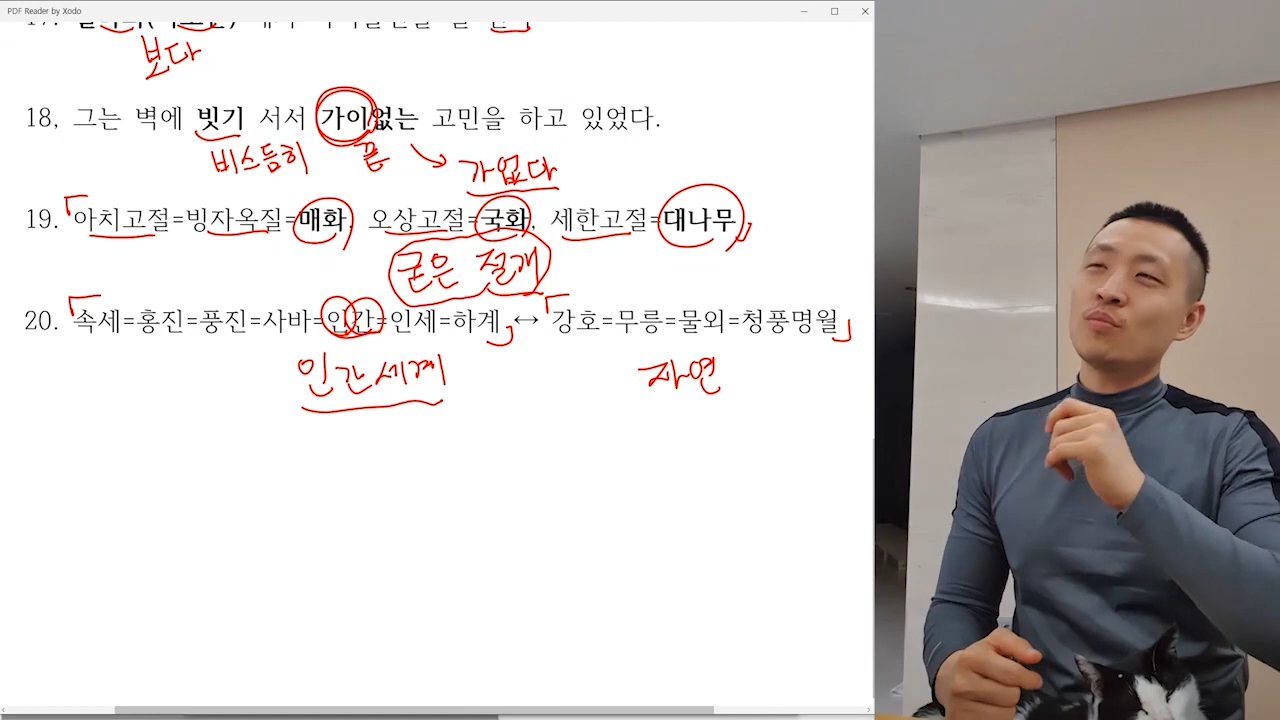 PDF Reader by Xodo
보다
18, 그는 벽에 빗기 서서 가이없는 고민을 하고 있었다.
비스듬히 끝
가없다
19. 「아치고절=빙자옥질=매화, 오상고절=국화, 세한고절=대나무」
굳은 절개
20. 「속세=홍진=풍진=사바=인간=인세=하계」 ↔ 「강호=무릉=물외=청풍명월」
인간세계 자연